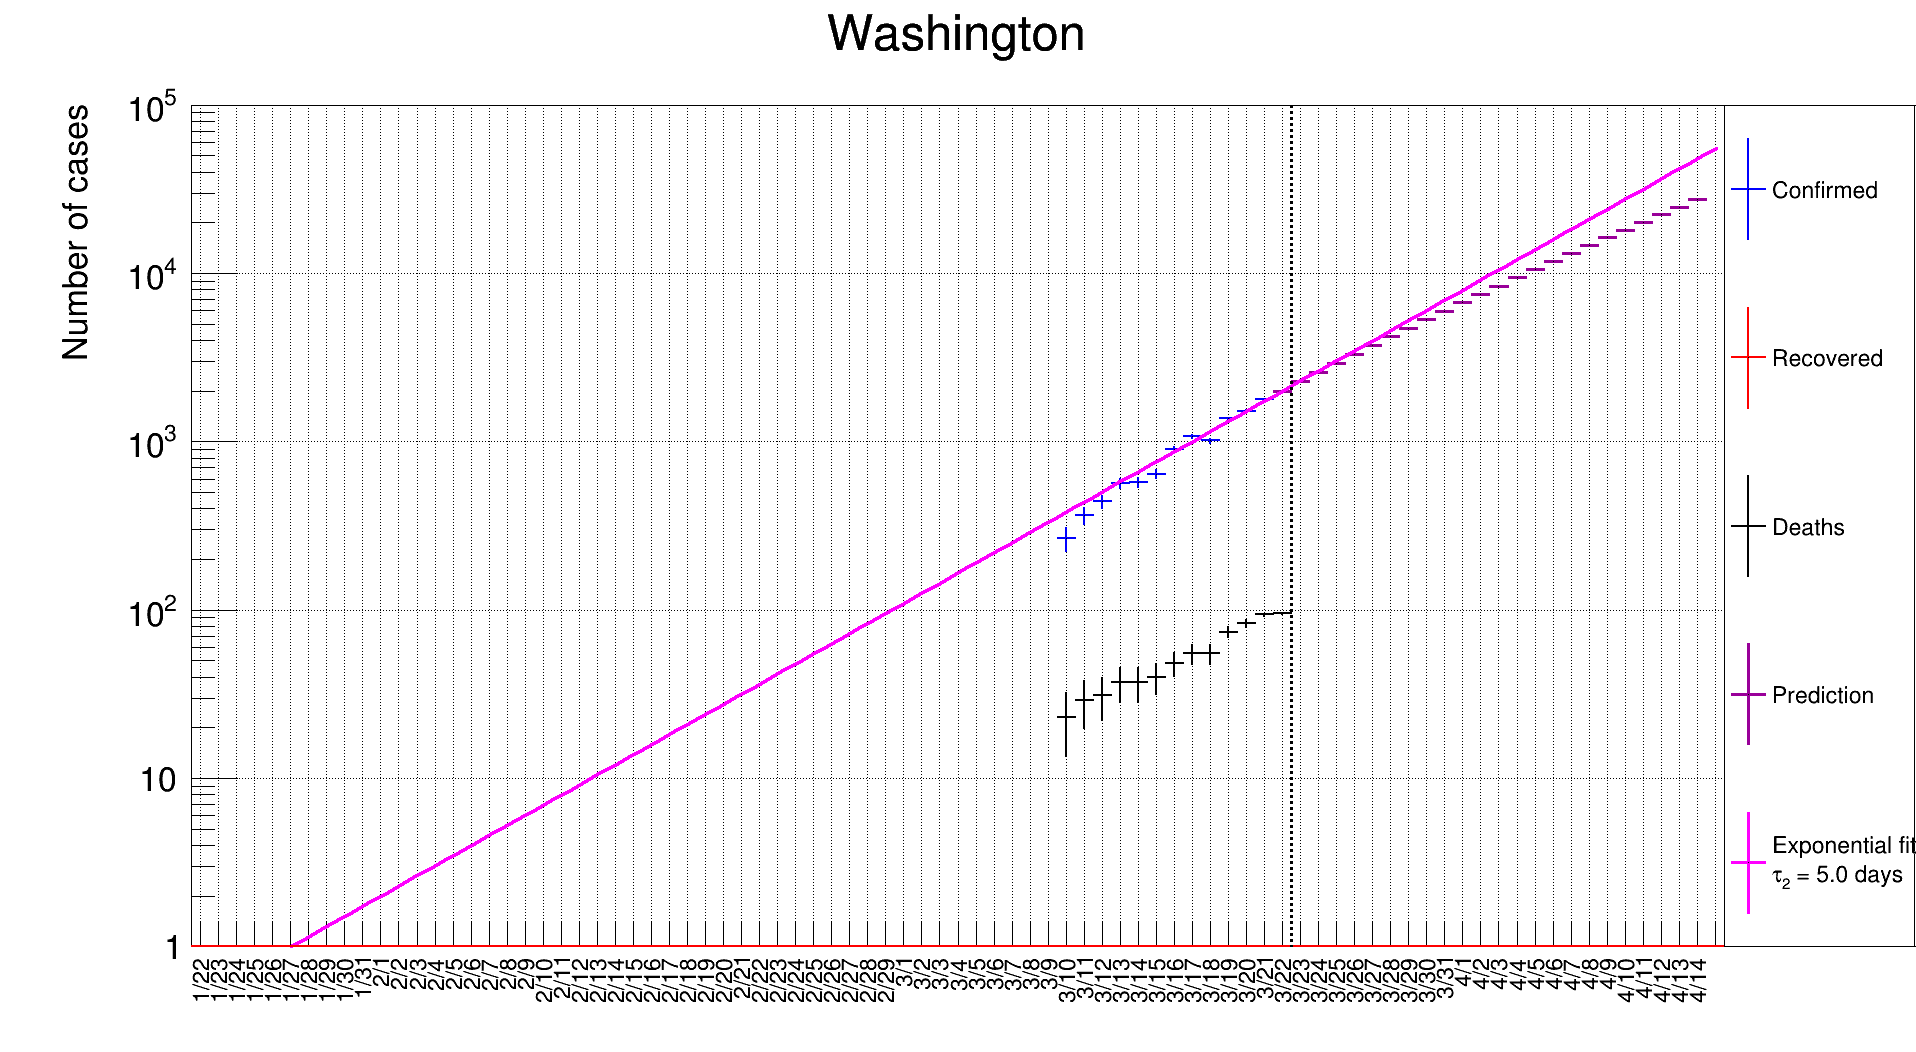 Washington
Number of cases
10^5
10^4
10^3
10^2
10
1
1/22 1/23 1/24 1/25 1/26 1/27 1/28 1/29 1/30 1/31 2/1 2/2 2/3 2/4 2/5 2/6 2/7 2/8 2/9 2/10 2/11 2/12 2/13 2/14 2/15 2/16 2/17 2/18 2/19 2/20 2/21 2/22 2/23 2/24 2/25 2/26 2/27 2/28 2/29 3/1 3/2 3/3 3/4 3/5 3/6 3/7 3/8 3/9 3/10 3/11 3/12 3/13 3/14 3/15 3/16 3/17 3/18 3/19 3/20 3/21 3/22 3/23 3/24 3/25 3/26 3/27 3/28 3/29 3/30 3/31 4/1 4/2 4/3 4/4 4/5 4/6 4/7 4/8 4/9 4/10 4/11 4/12 4/13 4/14
Confirmed
Recovered
Deaths
Prediction
Exponential fit
τ₂ = 5.0 days